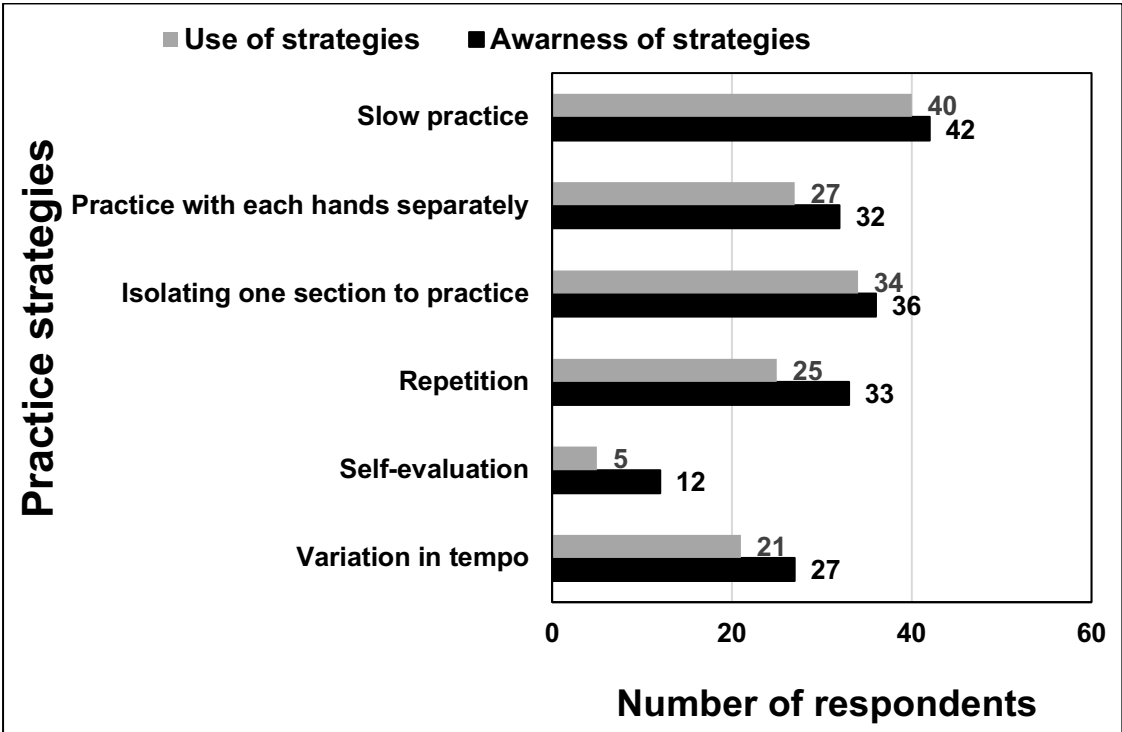 Use of strategies Awarness of strategies
Practice strategies
Slow practice
40
42
Practice with each hands separately
27
32
Isolating one section to practice
34
36
Repetition
25
33
Self-evaluation
5
12
Variation in tempo
21
27
0 20 40 60
Number of respondents